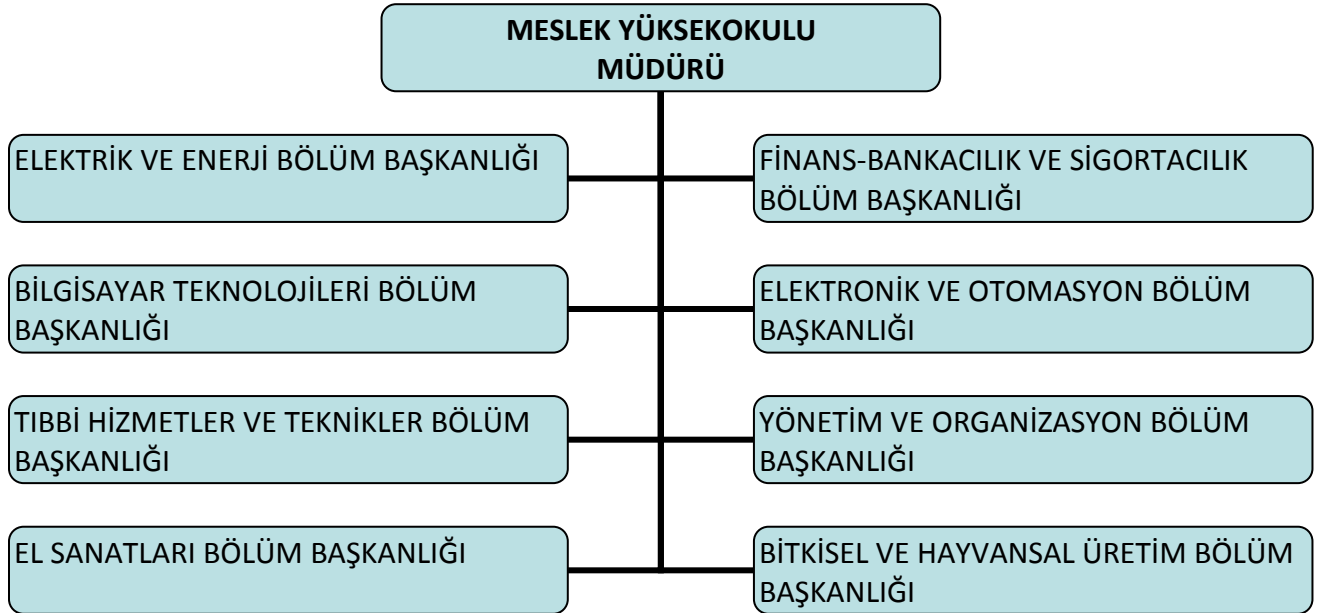 MESLEK YÜKSEKOKULU
MÜDÜRÜ
ELEKTRİK VE ENERJİ BÖLÜM BAŞKANLIĞI
FİNANS-BANKACILIK VE SİGORTACILIK
BÖLÜM BAŞKANLIĞI
BİLGİSAYAR TEKNOLOJİLERİ BÖLÜM
BAŞKANLIĞI
ELEKTRONİK VE OTOMASYON BÖLÜM
BAŞKANLIĞI
TIBBİ HİZMETLER VE TEKNİKLER BÖLÜM
BAŞKANLIĞI
YÖNETİM VE ORGANİZASYON BÖLÜM
BAŞKANLIĞI
EL SANATLARI BÖLÜM BAŞKANLIĞI
BİTKİSEL VE HAYVANSAL ÜRETİM BÖLÜM
BAŞKANLIĞI